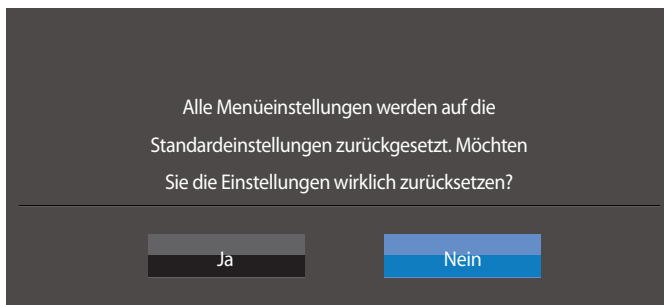 Alle Menüeinstellungen werden auf die
Standardeinstellungen zurückgesetzt. Möchten
Sie die Einstellungen wirklich zurücksetzen?
Ja
Nein